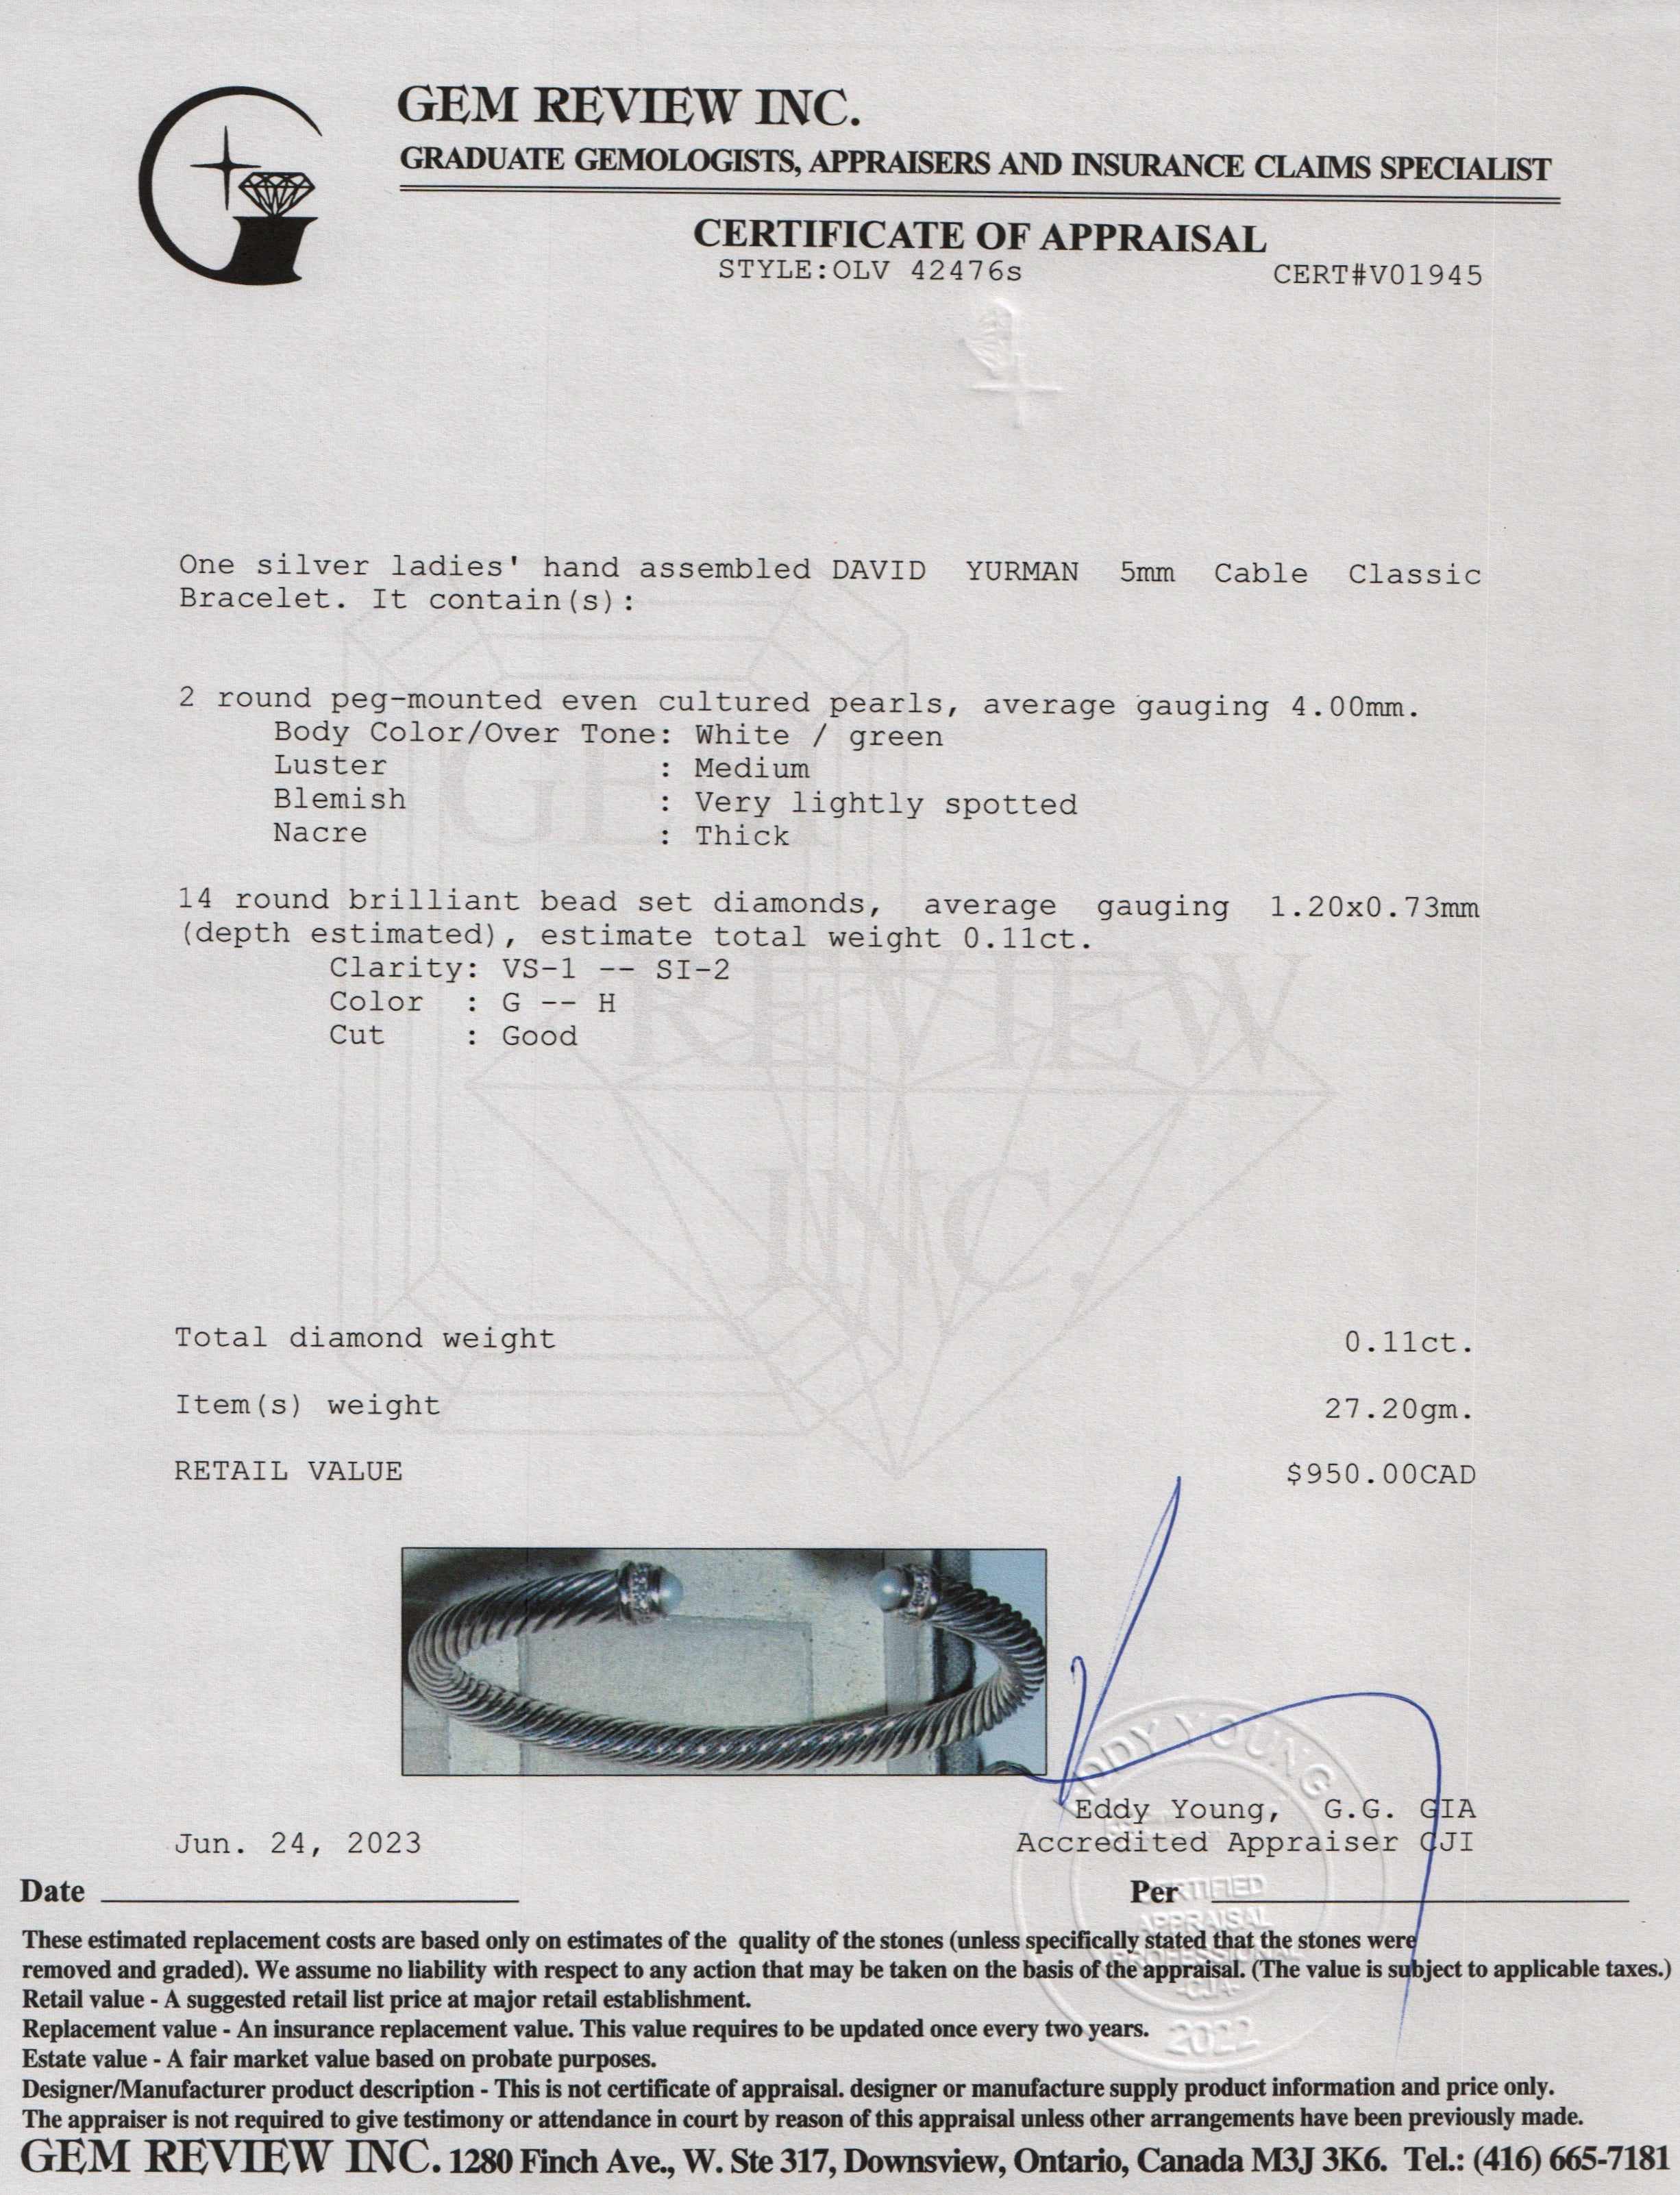 GEM REVIEW INC.
GRADUATE GEMOLOGISTS, APPRAISERS AND INSURANCE CLAIMS SPECIALIST
CERTIFICATE OF APPRAISAL
STYLE:OLV 42476s CERT#V01945
One silver ladies' hand assembled DAVID YURMAN 5mm Cable Classic
Bracelet. It contain(s):
2 round peg-mounted even cultured pearls, average gauging 4.00mm.
Body Color/Over Tone: White / green
Luster : Medium
Blemish : Very lightly spotted
Nacre : Thick
14 round brilliant bead set diamonds, average gauging 1.20x0.73mm
(depth estimated), estimate total weight 0.11ct.
Clarity: VS-1 -- SI-2
Color : G -- H
Cut : Good
GEM
REVIEW
INC.
Total diamond weight 0.11ct.
Item(s) weight 27.20gm.
RETAIL VALUE $950.00CAD
EDDY YOUNG
Eddy Young, G.G. GIA
Jun. 24, 2023 Accredited Appraiser CJI
Date Per
CERTIFIED
APPRAISAL
PROFESSIONAL
2022
These estimated replacement costs are based only on estimates of the quality of the stones (unless specifically stated that the stones were
removed and graded). We assume no liability with respect to any action that may be taken on the basis of the appraisal. (The value is subject to applicable taxes.)
Retail value - A suggested retail list price at major retail establishment.
Replacement value - An insurance replacement value. This value requires to be updated once every two years.
Estate value - A fair market value based on probate purposes.
Designer/Manufacturer product description - This is not certificate of appraisal. designer or manufacture supply product information and price only.
The appraiser is not required to give testimony or attendance in court by reason of this appraisal unless other arrangements have been previously made.
GEM REVIEW INC. 1280 Finch Ave., W. Ste 317, Downsview, Ontario, Canada M3J 3K6. Tel.: (416) 665-7181